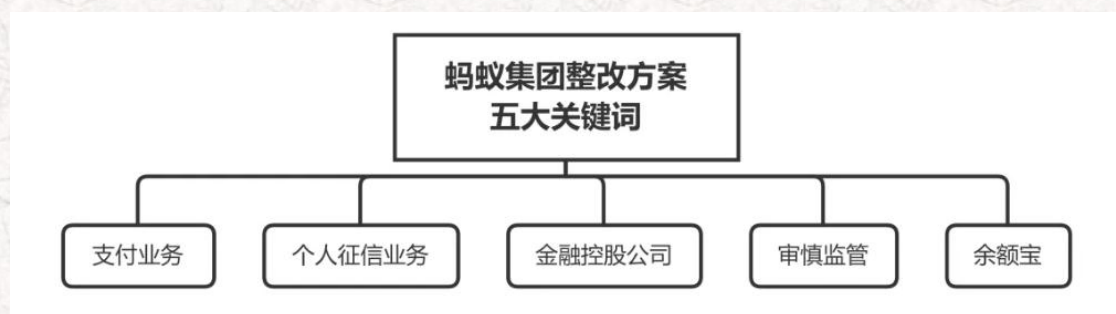 蚂蚁集团整改方案
五大关键词
支付业务
个人征信业务
金融控股公司
审慎监管
余额宝